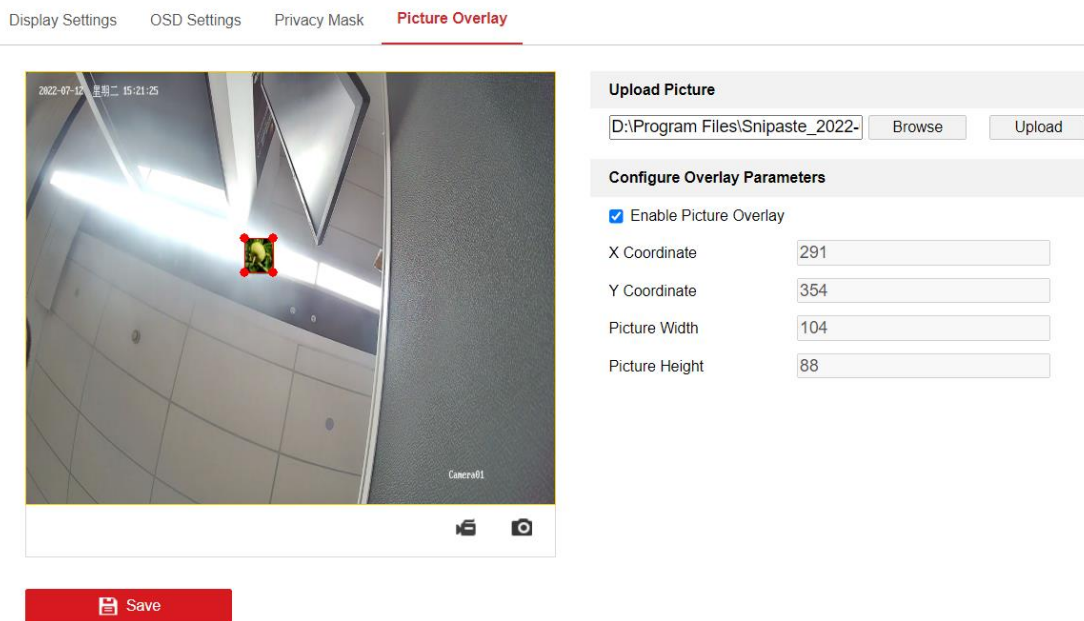 Display Settings OSD Settings Privacy Mask Picture Overlay
2022-07-12 星期二 15:21:25
Camera01
Save
Upload Picture
D:\Program Files\Snipaste_2022- Browse Upload
Configure Overlay Parameters
Enable Picture Overlay
X Coordinate 291
Y Coordinate 354
Picture Width 104
Picture Height 88